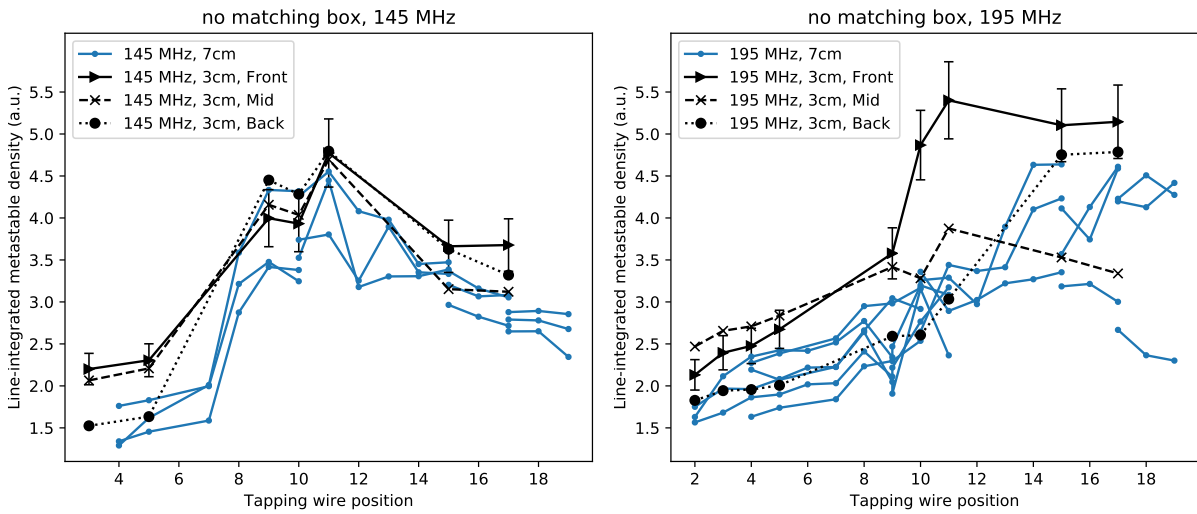 no matching box, 145 MHz
145 MHz, 7cm
145 MHz, 3cm, Front
145 MHz, 3cm, Mid
145 MHz, 3cm, Back
Line-integrated metastable density (a.u.)
5.5
5.0
4.5
4.0
3.5
3.0
2.5
2.0
1.5
4 6 8 10 12 14 16 18
Tapping wire position
no matching box, 195 MHz
195 MHz, 7cm
195 MHz, 3cm, Front
195 MHz, 3cm, Mid
195 MHz, 3cm, Back
Line-integrated metastable density (a.u.)
5.5
5.0
4.5
4.0
3.5
3.0
2.5
2.0
1.5
2 4 6 8 10 12 14 16 18
Tapping wire position